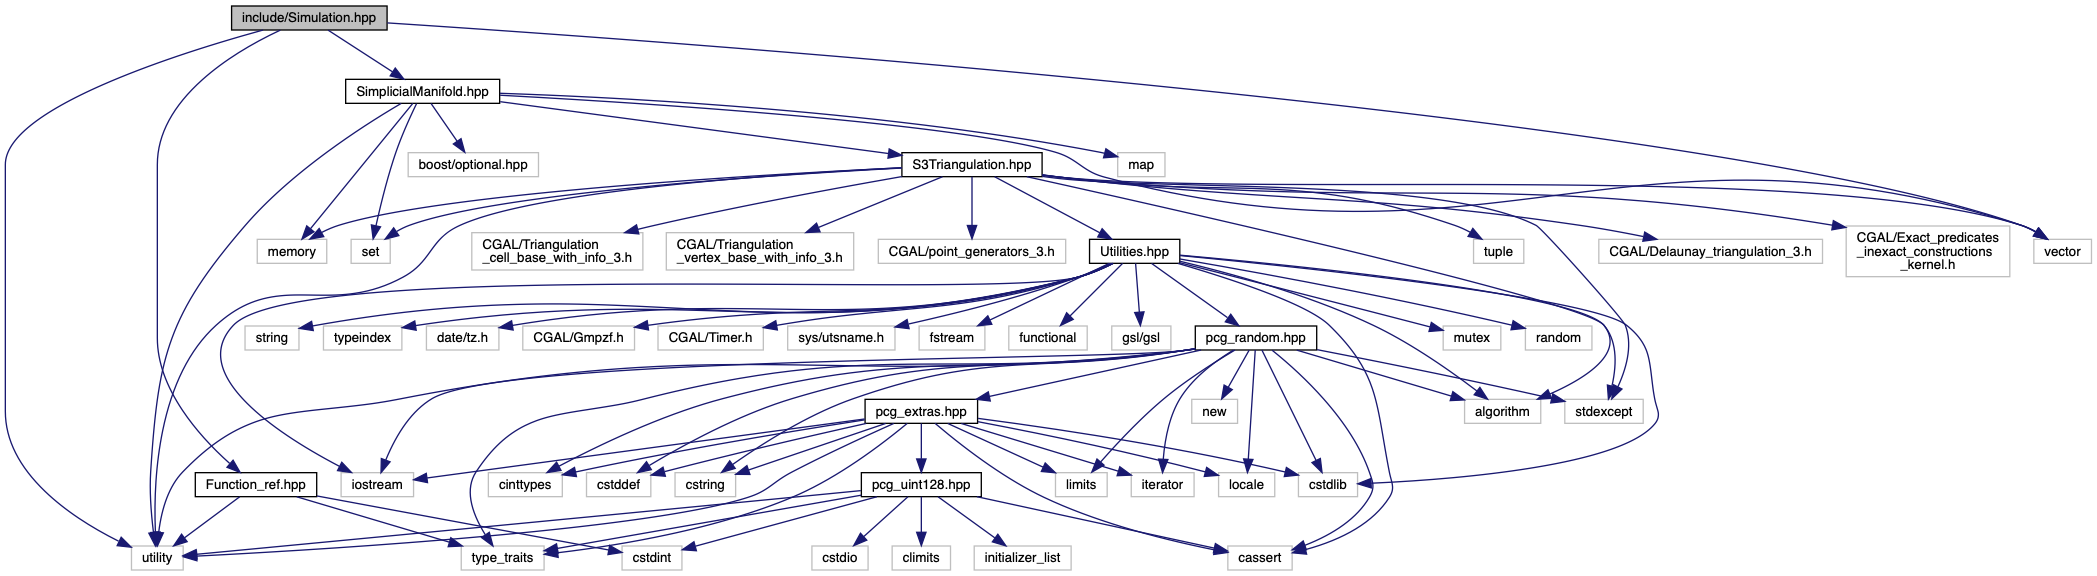 include/Simulation.hpp
SimplicialManifold.hpp
boost/optional.hpp
S3Triangulation.hpp
map
memory
set
CGAL/Triangulation
_cell_base_with_info_3.h
CGAL/Triangulation
_vertex_base_with_info_3.h
CGAL/point_generators_3.h
Utilities.hpp
tuple
CGAL/Delaunay_triangulation_3.h
CGAL/Exact_predicates
_inexact_constructions
_kernel.h
vector
string
typeindex
date/tz.h
CGAL/Gmpzf.h
CGAL/Timer.h
sys/utsname.h
fstream
functional
gsl/gsl
pcg_random.hpp
mutex
random
pcg_extras.hpp
new
algorithm
stdexcept
Function_ref.hpp
iostream
cinttypes
cstddef
cstring
pcg_uint128.hpp
limits
iterator
locale
cstdlib
utility
type_traits
cstdint
cstdio
climits
initializer_list
cassert